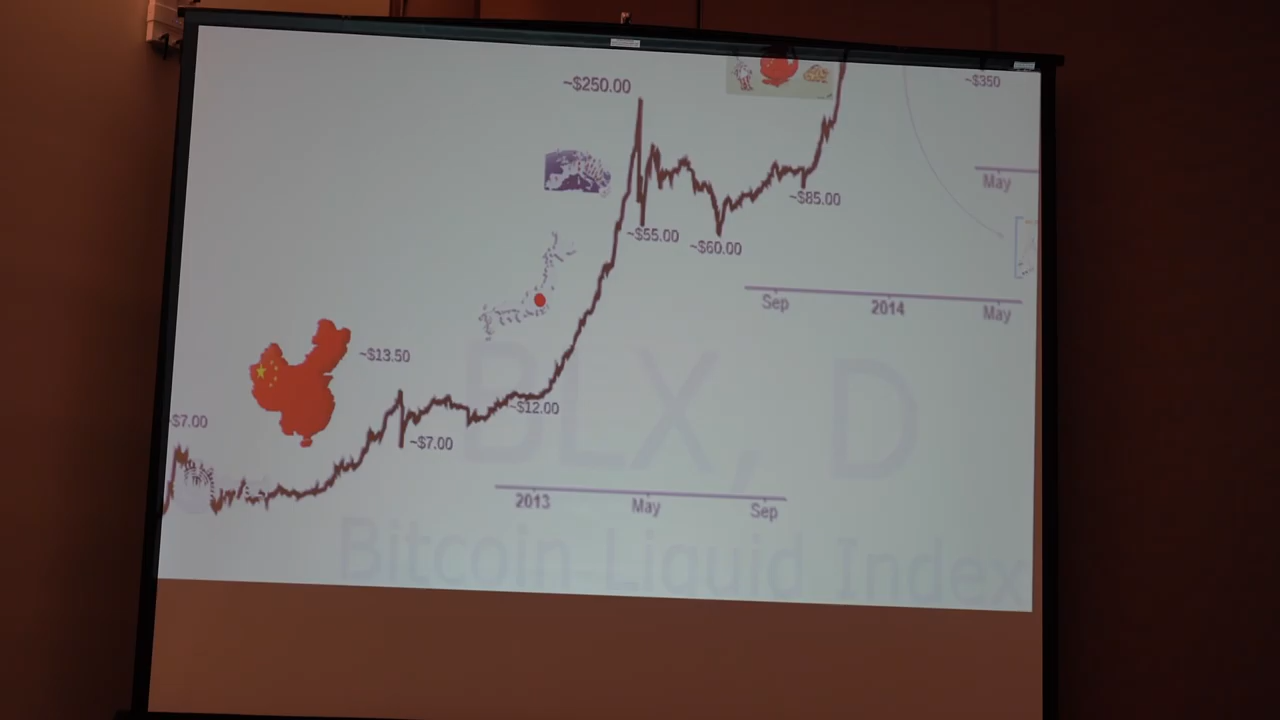 ~$250.00
~$350
May
~$85.00
~$55.00
~$60.00
Sep 2014 May
~$13.50
~$12.00
~$7.00
~$7.00
BLX, D
2013 May Sep
Bitcoin Liquid Index